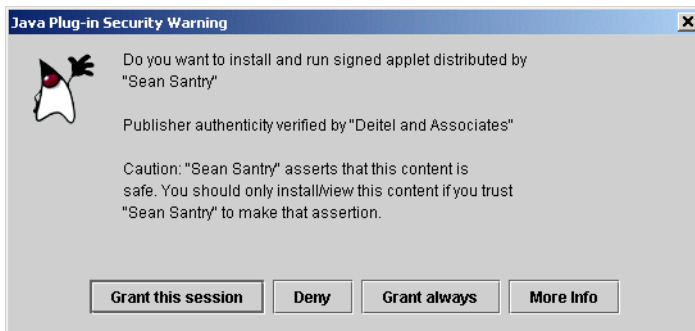 Java Plug-in Security Warning
Do you want to install and run signed applet distributed by
"Sean Santry"
Publisher authenticity verified by "Deitel and Associates"
Caution: "Sean Santry" asserts that this content is
safe. You should only install/view this content if you trust
"Sean Santry" to make that assertion.
Grant this session Deny Grant always More Info